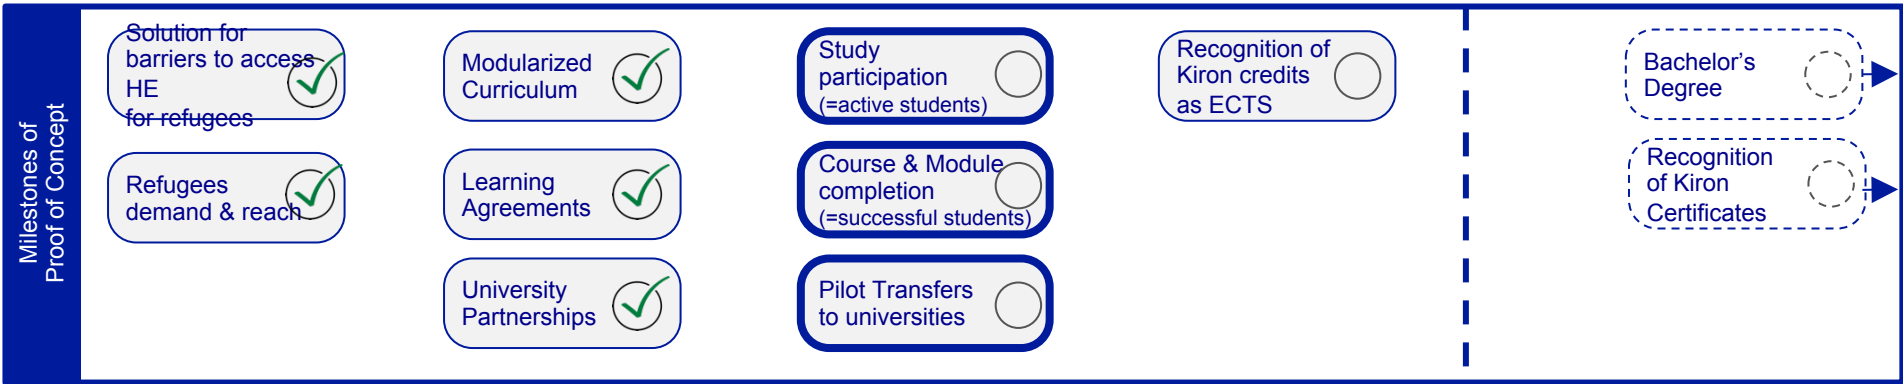 Milestones of
Proof of Concept
Solution for
barriers to access
HE
for refugees
Refugees
demand & reach
Modularized
Curriculum
Learning
Agreements
University
Partnerships
Study
participation
(=active students)
Course & Module
completion
(=successful students)
Pilot Transfers
to universities
Recognition of
Kiron credits
as ECTS
Bachelor’s
Degree
Recognition
of Kiron
Certificates